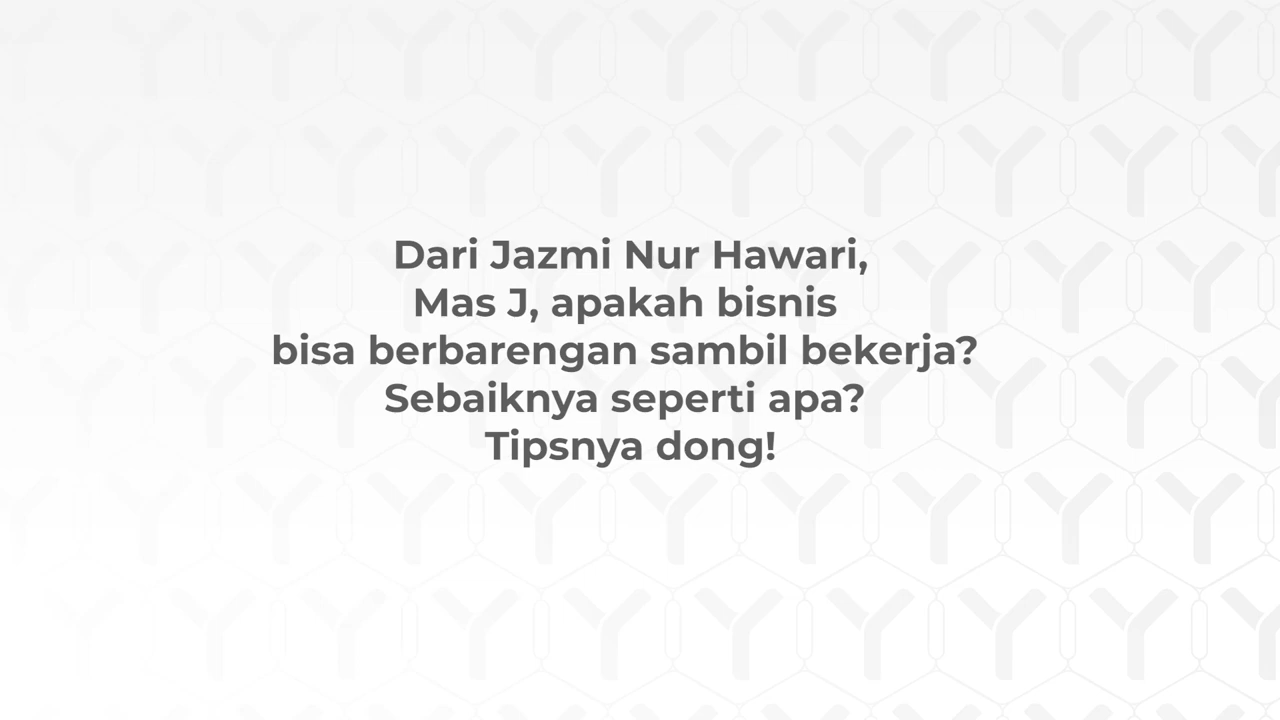 Dari Jazmi Nur Hawari,
Mas J, apakah bisnis
bisa berbarengan sambil bekerja?
Sebaiknya seperti apa?
Tipsnya dong!